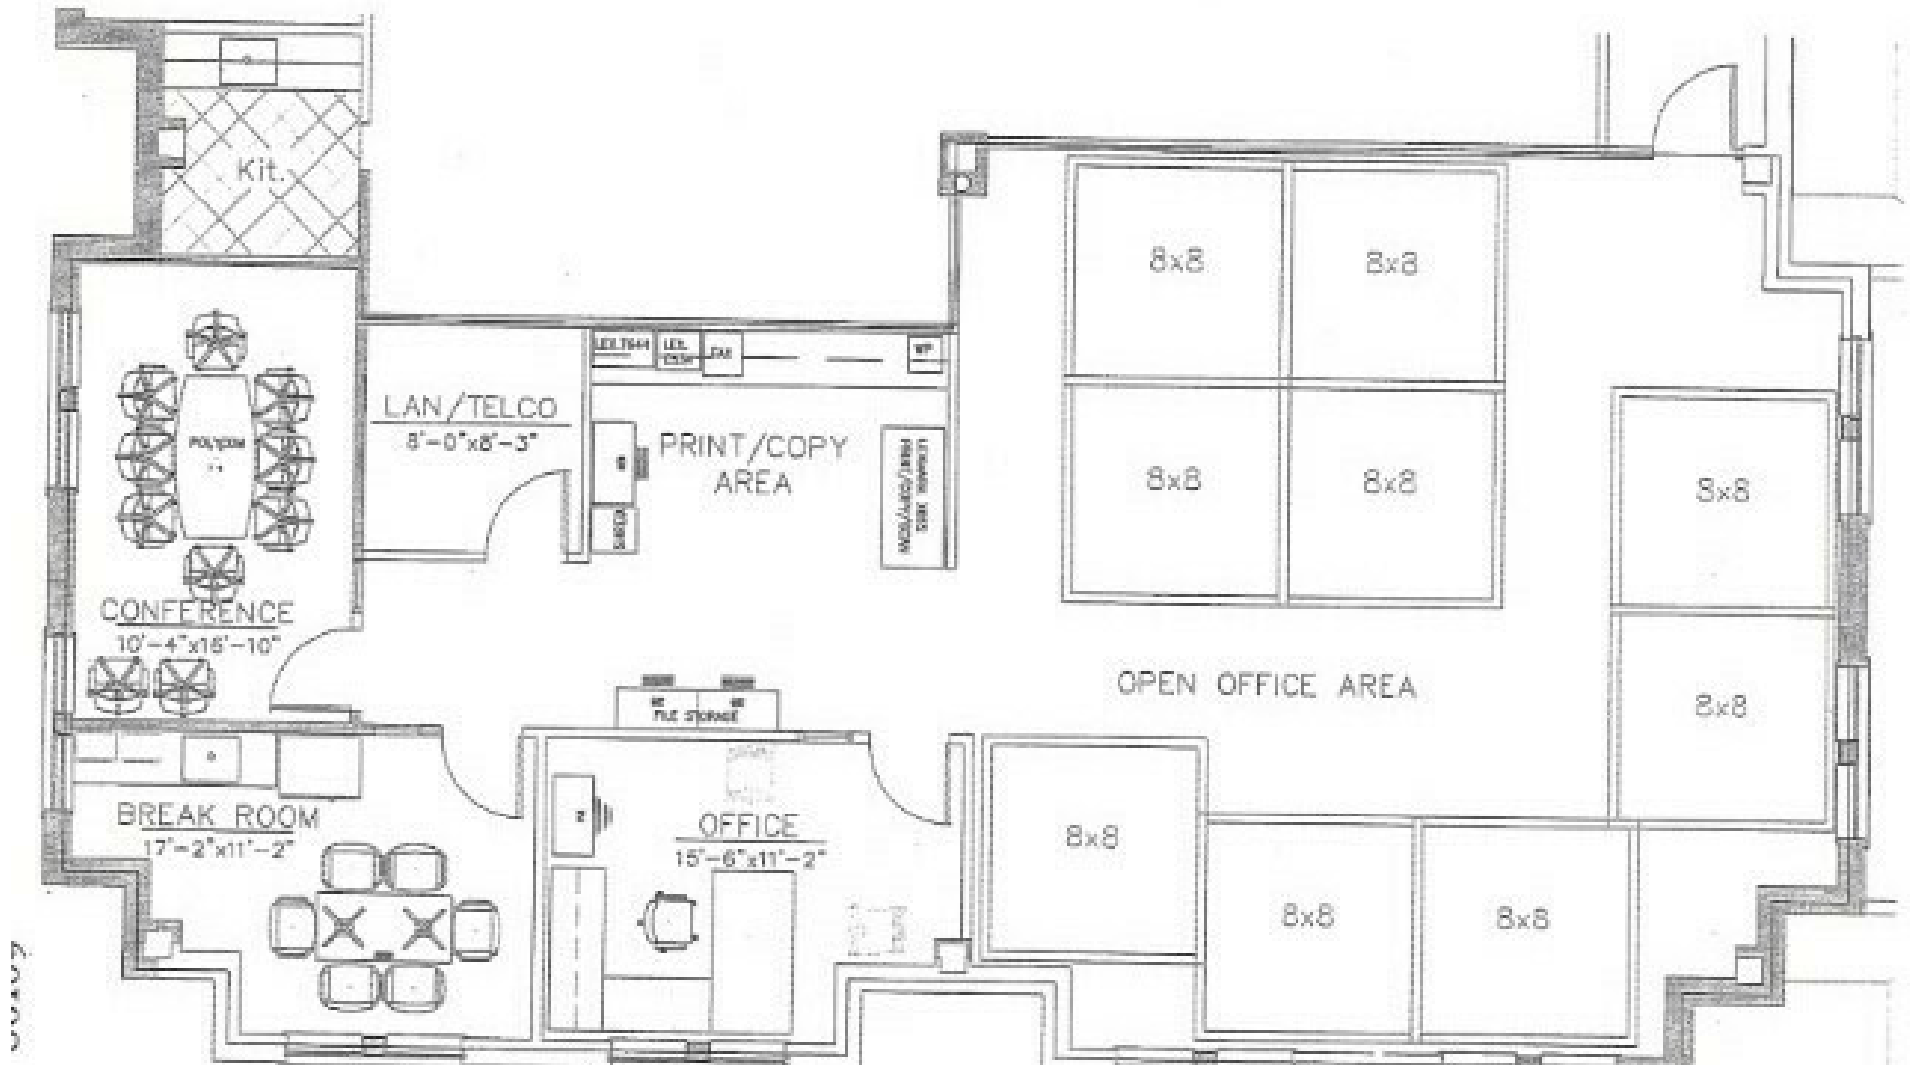 Kit.
8x8
8x8
LAN/TELCO
8'-0"x8'-3"
FAX
PRINT/COPY
AREA
POLYCOM
8x8
8x8
8x8
CONFERENCE
10'-4"x16'-10"
OPEN OFFICE AREA
8x8
FILE STORAGE
BREAK ROOM
17'-2"x11'-2"
OFFICE
15'-6"x11'-2"
8x8
8x8
8x8